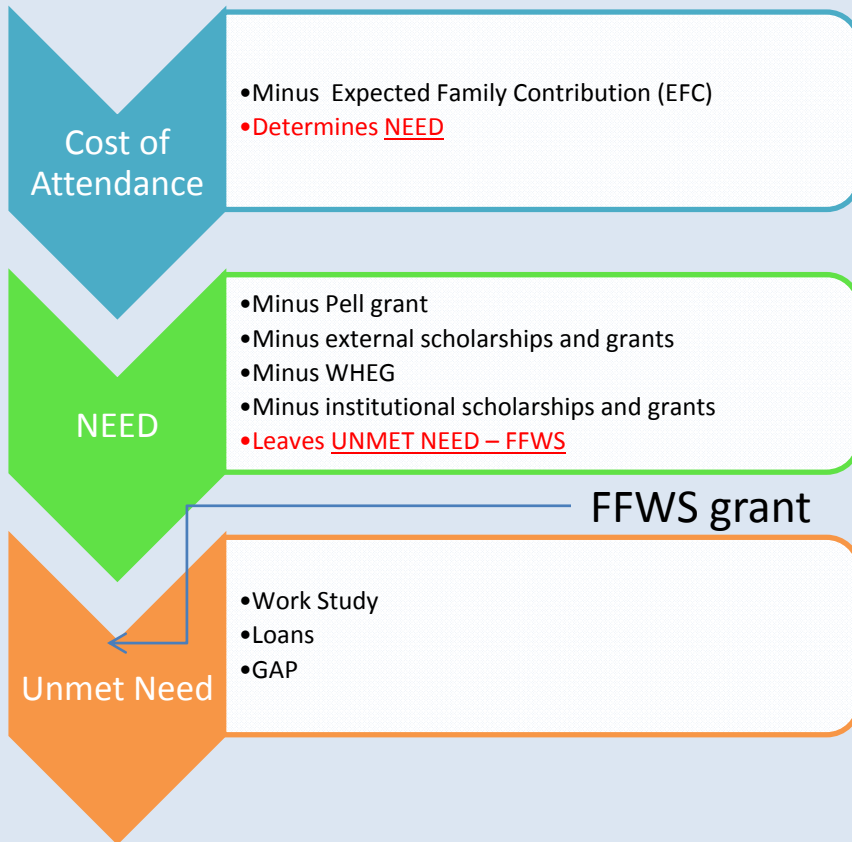 Cost of
Attendance
•Minus Expected Family Contribution (EFC)
•Determines NEED
NEED
•Minus Pell grant
•Minus external scholarships and grants
•Minus WHEG
•Minus institutional scholarships and grants
•Leaves UNMET NEED – FFWS
FFWS grant
Unmet Need
•Work Study
•Loans
•GAP